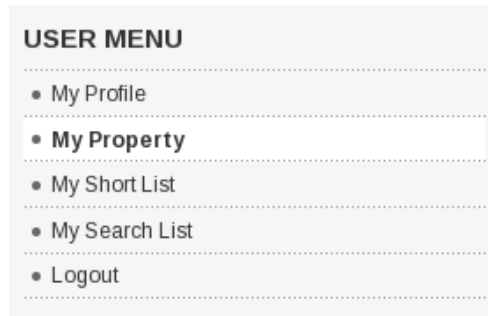 USER MENU
My Profile
My Property
My Short List
My Search List
Logout